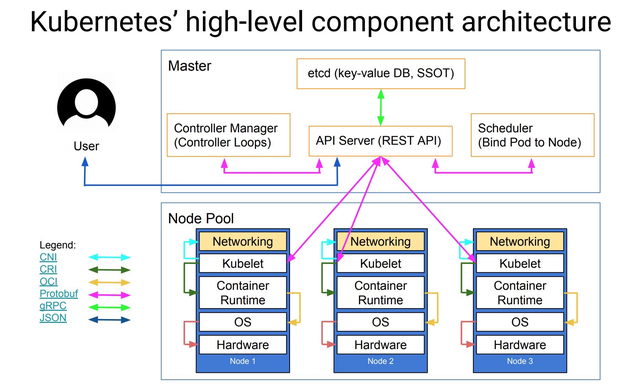 Kubernetes’ high-level component architecture
Master
etcd (key-value DB, SSOT)
Controller Manager
(Controller Loops)
API Server (REST API)
Scheduler
(Bind Pod to Node)
User
Node Pool
Networking
Kubelet
Container
Runtime
OS
Hardware
Node 1
Networking
Kubelet
Container
Runtime
OS
Hardware
Node 2
Networking
Kubelet
Container
Runtime
OS
Hardware
Node 3
Legend:
CNI
CRI
OCI
Protobuf
gRPC
JSON